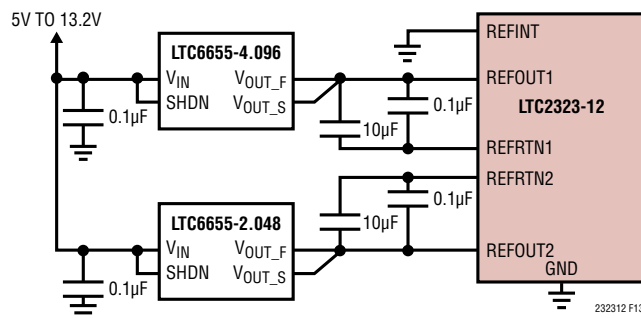 5V TO 13.2V
LTC6655-4.096
VIN
SHDN
VOUT_F
VOUT_S
0.1µF
10µF
0.1µF
REFINT
REFOUT1
LTC2323-12
REFRTN1
REFRTN2
REFOUT2
GND
0.1µF
10µF
LTC6655-2.048
VIN
SHDN
VOUT_F
VOUT_S
0.1µF
232312 F13